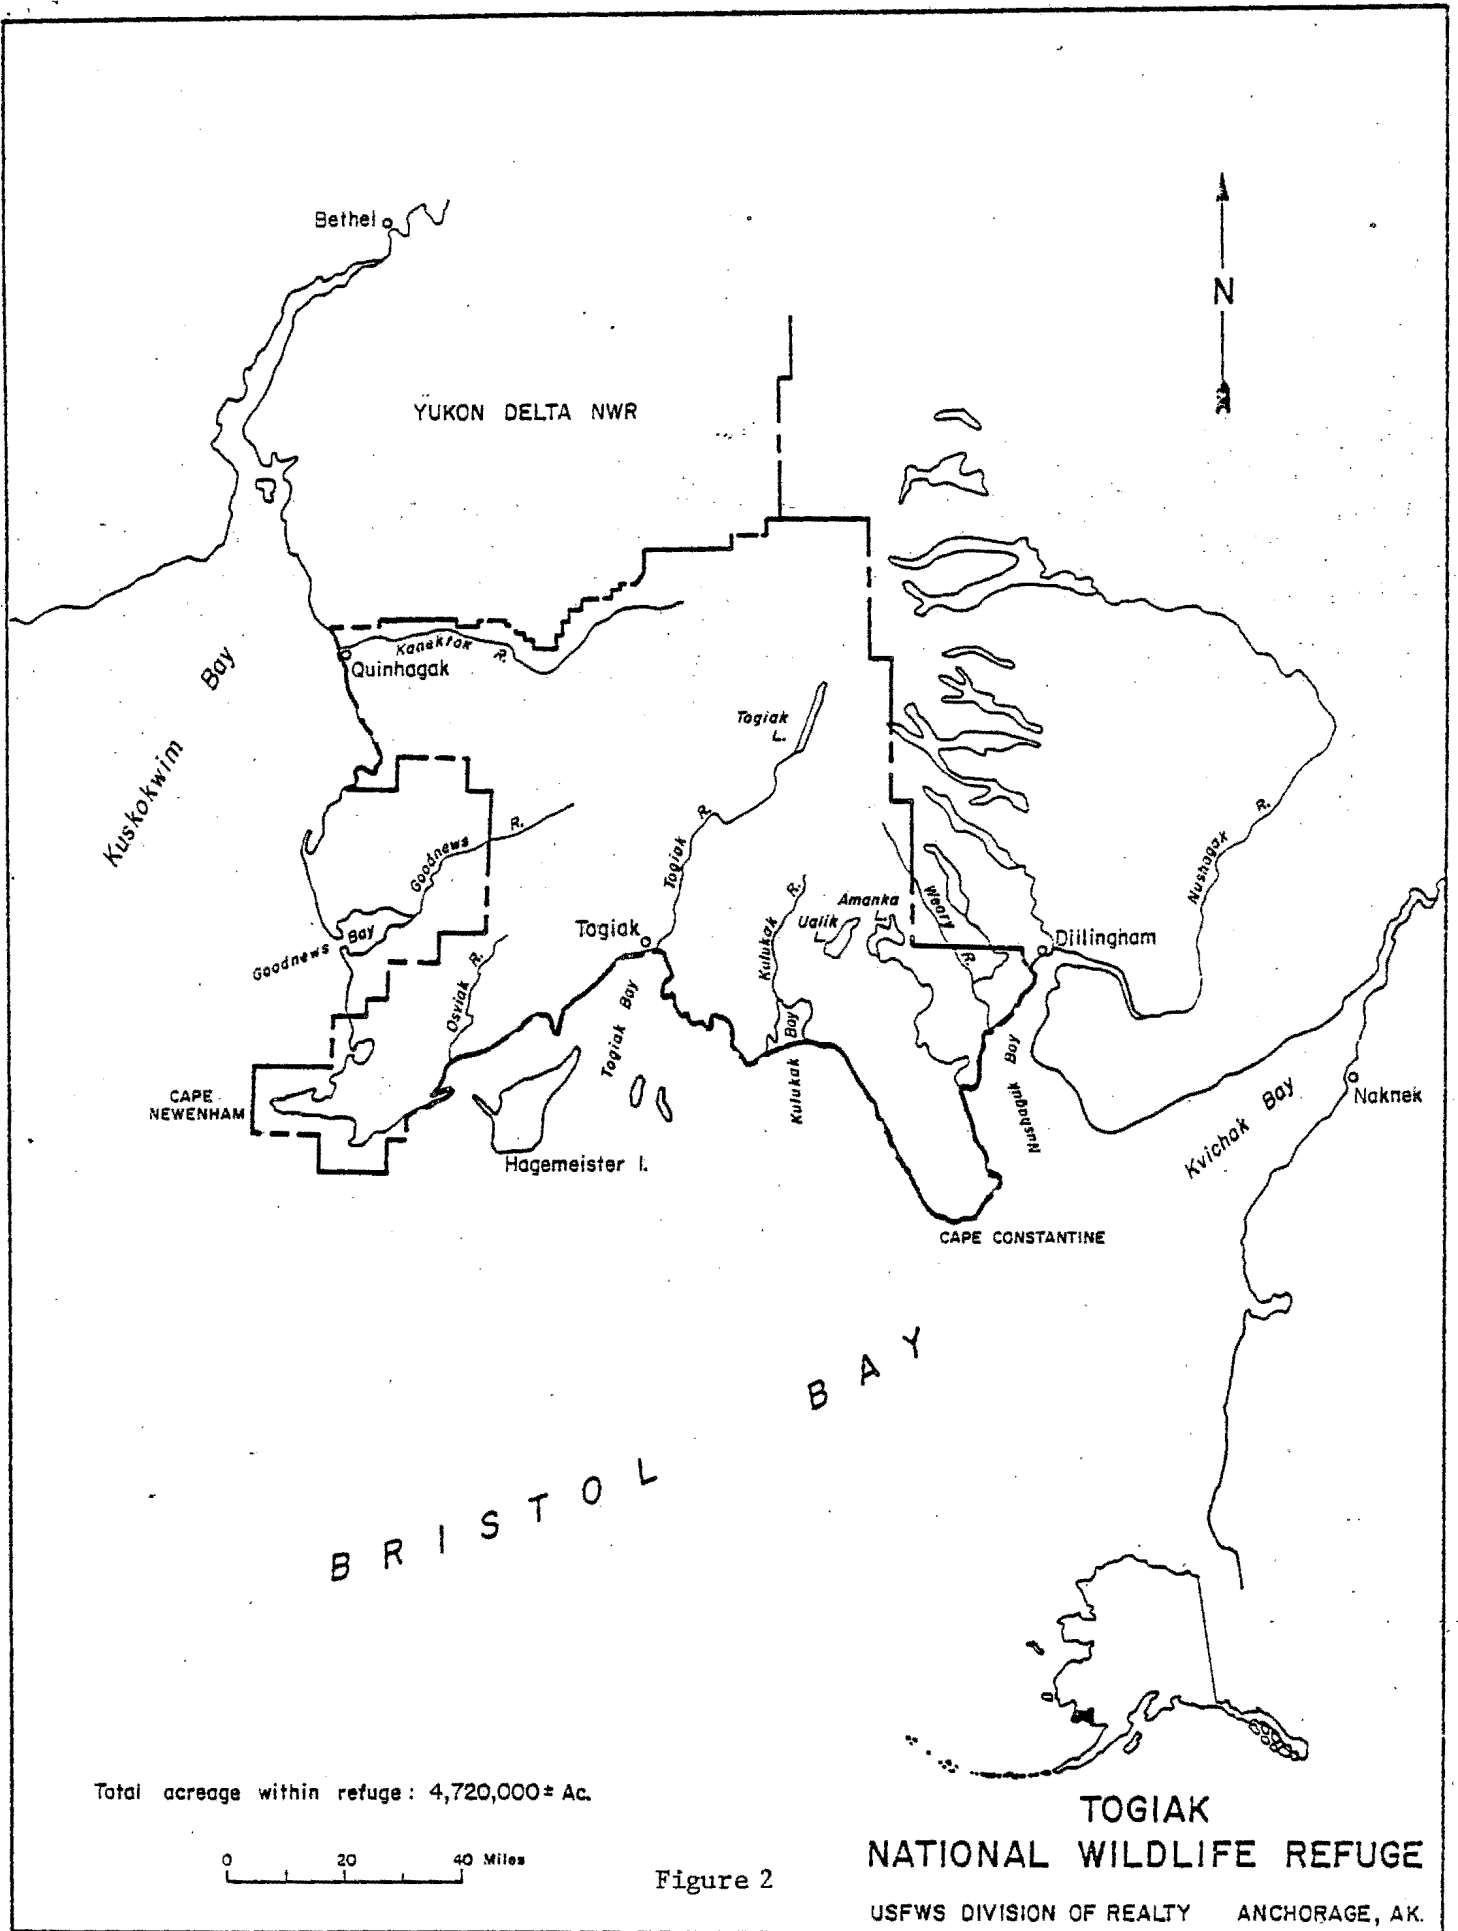 Bethel
N
YUKON DELTA NWR
Kanektok R.
Quinhagak
Kuskokwim Bay
Togiak L.
Goodnews R.
Togiak R.
Nushagak R.
Goodnews Bay
Togiak
Osviak R.
Togiak Bay
Kulukak R.
Ualik L.
Amanka L.
Weary R.
Dillingham
Kulukak Bay
Nushagak Bay
Kvichak Bay
Naknek
CAPE NEWENHAM
Hagemeister I.
CAPE CONSTANTINE
BRISTOL BAY
Total acreage within refuge: 4,720,000± Ac.
0 20 40 Miles
Figure 2
TOGIAK
NATIONAL WILDLIFE REFUGE
USFWS DIVISION OF REALTY ANCHORAGE, AK.